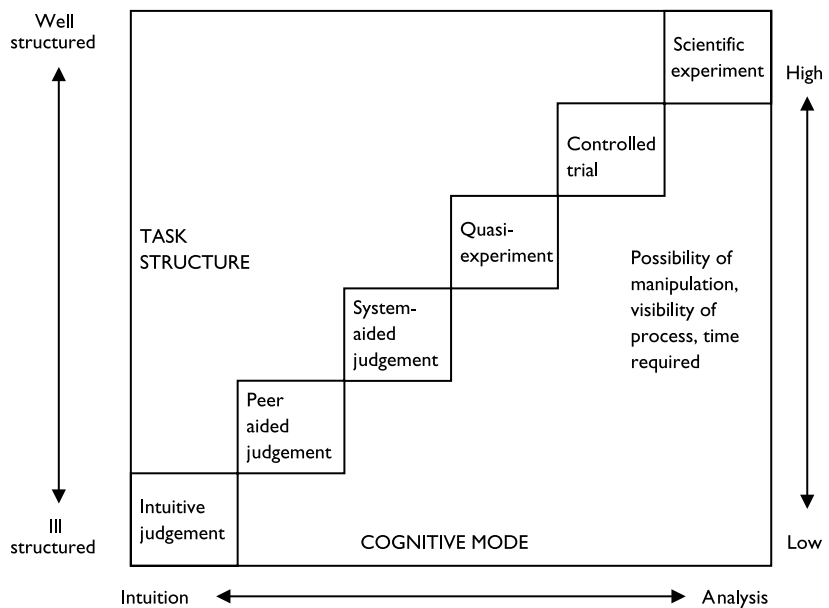 Well
structured
Scientific
experiment
High
Controlled
trial
TASK
STRUCTURE
Quasi-
experiment
Possibility of
manipulation,
visibility of
process, time
required
System-
aided
judgement
Peer
aided
judgement
Intuitive
judgement
Ill
structured
COGNITIVE MODE
Low
Intuition
Analysis